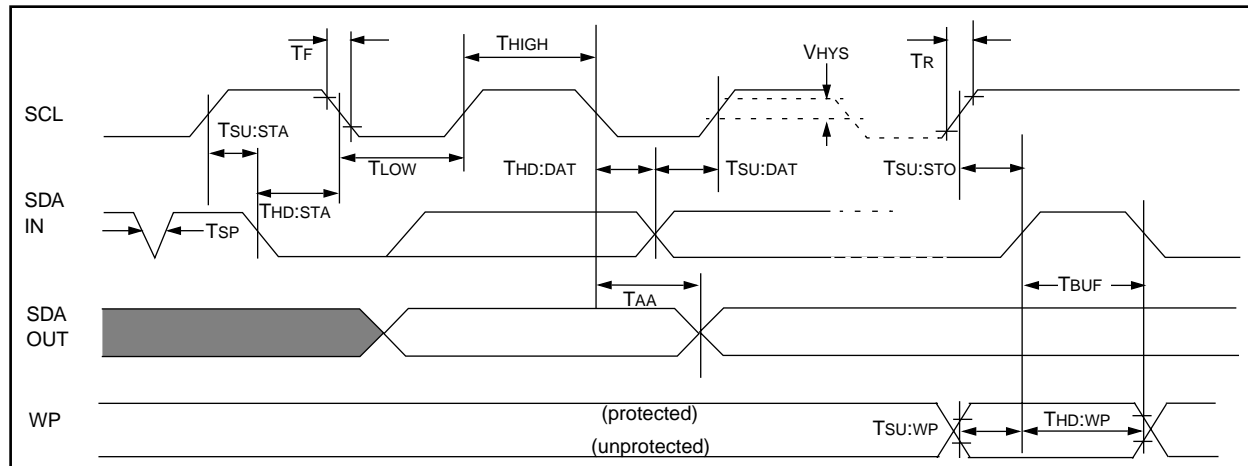 TF
THIGH
VHYS
TR
SCL
TSU:STA
TLOW
THD:DAT
TSU:DAT
TSU:STO
SDA
IN
THD:STA
TSP
TBUF
TAA
SDA
OUT
WP
(protected)
(unprotected)
TSU:WP
THD:WP